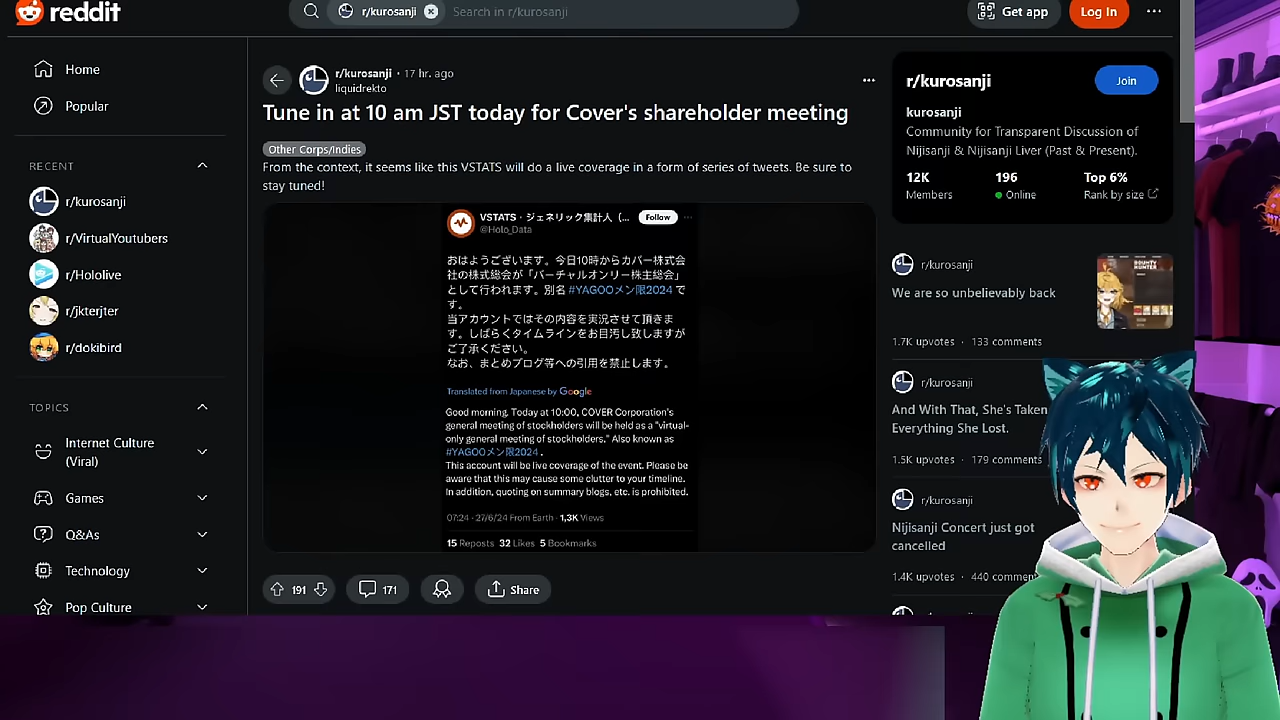 reddit
r/kurosanji
Search in r/kurosanji
Get app
Log In
Home
Popular
RECENT
r/kurosanji
r/VirtualYoutubers
r/Hololive
r/jkterjter
r/dokibird
TOPICS
Internet Culture
(Viral)
Games
Q&As
Technology
Pop Culture
r/kurosanji • 17 hr. ago
liquidrekto
Tune in at 10 am JST today for Cover's shareholder meeting
Other Corps/Indies
From the context, it seems like this VSTATS will do a live coverage in a form of series of tweets. Be sure to
stay tuned!
VSTATS・ジェネリック集計人 (...
Follow
@Holo_Data
おはようございます。今日10時からカバー株式会
社の株式総会が「バーチャルオンリー株主総会」
として行われます。別名 #YAGOOメン限2024 で
す。
当アカウントではその内容を実況させて頂きま
す。しばらくタイムラインをお目汚し致しますが
ご了承ください。
なお、まとめブログ等への引用を禁止します。
Translated from Japanese by Google
Good morning. Today at 10:00, COVER Corporation's
general meeting of stockholders will be held as a "virtual-
only general meeting of stockholders." Also known as
#YAGOOメン限2024 .
This account will be live coverage of the event. Please be
aware that this may cause some clutter to your timeline.
In addition, quoting on summary blogs, etc. is prohibited.
07:24 · 27/6/24 From Earth · 1,3K Views
15 Reposts 32 Likes 5 Bookmarks
191
171
Share
r/kurosanji
Join
kurosanji
Community for Transparent Discussion of
Nijisanji & Nijisanji Liver (Past & Present).
12K 196 Top 6%
Members Online Rank by size
r/kurosanji
We are so unbelievably back
BOUNTY
HUNTER
1.7K upvotes · 133 comments
r/kurosanji
And With That, She's Taken
Everything She Lost.
1.5K upvotes · 179 comments
r/kurosanji
Nijisanji Concert just got
cancelled
1.4K upvotes · 440 commen